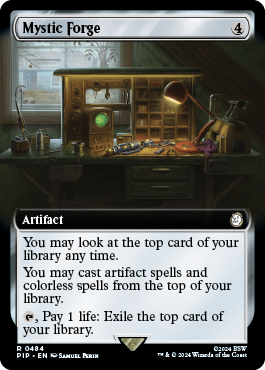 Mystic Forge 4
Artifact
You may look at the top card of your
library any time.
You may cast artifact spells and
colorless spells from the top of your
library.
, Pay 1 life: Exile the top card of
your library.
R 0484
PIP • EN Samuel Perin
©2024 BSW
™ & © 2024 Wizards of the Coast